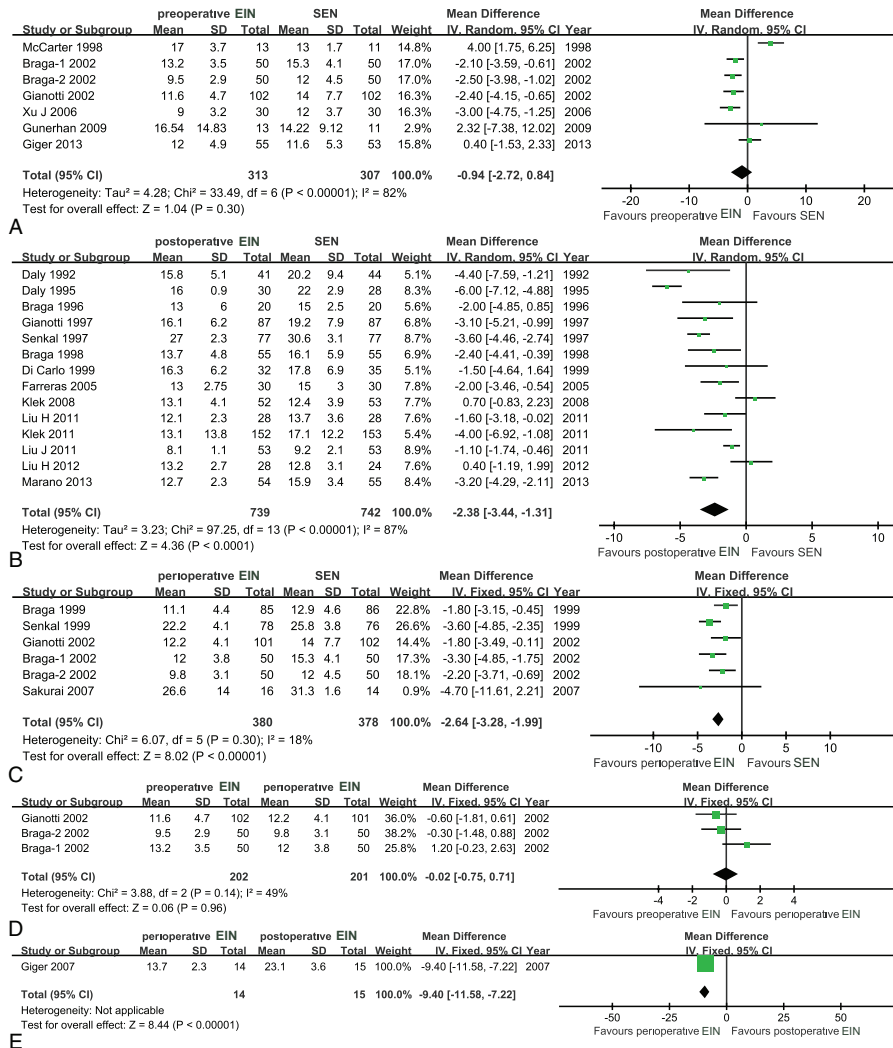 preoperative EIN SEN Mean Difference Mean Difference
Study or Subgroup Mean SD Total Mean SD Total Weight IV. Random. 95% CI Year IV. Random. 95% CI
McCarter 1998 17 3.7 13 13 1.7 11 14.8% 4.00 [1.75, 6.25] 1998
Braga-1 2002 13.2 3.5 50 15.3 4.1 50 17.0% -2.10 [-3.59, -0.61] 2002
Braga-2 2002 9.5 2.9 50 12 4.5 50 17.1% -2.50 [-3.98, -1.02] 2002
Gianotti 2002 11.6 4.7 102 14 7.7 102 16.4% -2.40 [-4.15, -0.65] 2002
Xu J 2006 9 3.2 30 12 3.7 30 16.4% -3.00 [-4.75, -1.25] 2006
Gunerhan 2009 16.54 14.83 13 14.22 9.12 11 2.9% 2.32 [-7.38, 12.02] 2009
Giger 2013 12 4.9 55 11.6 5.3 53 15.8% 0.40 [-1.53, 2.33] 2013
Total (95% CI) 313 307 100.0% -0.94 [-2.72, 0.84]
Heterogeneity: Tau² = 4.28; Chi² = 33.49, df = 6 (P < 0.00001); I² = 82%
Test for overall effect: Z = 1.04 (P = 0.30)
-20 -10 0 10 20
Favours preoperative EIN Favours SEN
A
postoperative EIN SEN Mean Difference Mean Difference
Study or Subgroup Mean SD Total Mean SD Total Weight IV. Random. 95% CI Year IV. Random. 95% CI
Daly 1992 15.8 5.1 41 20.2 9.4 44 5.1% -4.40 [-7.59, -1.21] 1992
Daly 1995 16 0.9 30 22 2.9 28 8.5% -6.00 [-7.12, -4.88] 1995
Braga 1996 13 6 20 15 2.5 20 5.6% -2.00 [-4.85, 0.85] 1996
Gianotti 1997 16.1 6.2 87 19.2 7.9 87 6.8% -3.10 [-5.21, -0.99] 1997
Senkal 1997 27 2.3 77 30.6 3.1 77 8.8% -3.60 [-4.46, -2.74] 1997
Braga 1998 13.7 4.8 55 16.1 5.9 55 7.0% -2.40 [-4.41, -0.39] 1998
Di Carlo 1999 16.3 6.2 32 17.8 6.9 35 5.2% -1.50 [-4.64, 1.64] 1999
Farreras 2005 13 2.75 30 15 3 30 7.9% -2.00 [-3.46, -0.54] 2005
Klek 2008 13.1 4.1 52 12.4 3.9 53 7.8% 0.70 [-0.83, 2.23] 2008
Liu H 2011 12.1 2.3 28 13.7 3.6 28 7.7% -1.60 [-3.18, -0.02] 2011
Klek 2011 13.1 13.8 152 17.1 12.2 153 5.4% -4.00 [-6.92, -1.08] 2011
Liu J 2011 8.1 1.1 53 9.2 2.1 53 9.0% -1.10 [-1.74, -0.46] 2011
Liu H 2012 13.2 2.7 28 12.8 3.1 24 7.6% 0.40 [-1.19, 1.99] 2012
Marano 2013 12.7 2.3 54 15.9 3.4 55 8.5% -3.20 [-4.29, -2.11] 2013
Total (95% CI) 739 742 100.0% -2.38 [-3.44, -1.31]
Heterogeneity: Tau² = 3.23; Chi² = 97.25, df = 13 (P < 0.00001); I² = 87%
Test for overall effect: Z = 4.36 (P < 0.0001)
-10 -5 0 5 10
Favours postoperative EIN Favours SEN
B
perioperative EIN SEN Mean Difference Mean Difference
Study or Subgroup Mean SD Total Mean SD Total Weight IV. Fixed. 95% CI Year IV. Fixed. 95% CI
Braga 1999 11.1 4.4 85 12.9 4.6 86 22.8% -1.80 [-3.15, -0.45] 1999
Senkal 1999 22.2 4.1 78 25.8 3.8 76 26.6% -3.60 [-4.85, -2.35] 1999
Gianotti 2002 12.2 4.1 101 14 7.7 102 14.4% -1.80 [-3.49, -0.11] 2002
Braga-1 2002 12 3.8 50 15.3 4.1 50 17.3% -3.30 [-4.85, -1.75] 2002
Braga-2 2002 9.8 3.1 50 12 4.5 50 18.1% -2.20 [-3.71, -0.69] 2002
Sakurai 2007 26.6 14 16 31.3 1.6 14 0.9% -4.70 [-11.61, 2.21] 2007
Total (95% CI) 380 378 100.0% -2.64 [-3.28, -1.99]
Heterogeneity: Chi² = 6.07, df = 5 (P = 0.30); I² = 18%
Test for overall effect: Z = 8.02 (P < 0.00001)
-10 -5 0 5 10
Favours perioperative EIN Favours SEN
C
preoperative EIN perioperative EIN Mean Difference Mean Difference
Study or Subgroup Mean SD Total Mean SD Total Weight IV. Fixed. 95% CI Year IV. Fixed. 95% CI
Gianotti 2002 11.6 4.7 102 12.2 4.1 101 36.0% -0.60 [-1.81, 0.61] 2002
Braga-2 2002 9.5 2.9 50 9.8 3.1 50 38.2% -0.30 [-1.48, 0.88] 2002
Braga-1 2002 13.2 3.5 50 12 3.8 50 25.8% 1.20 [-0.23, 2.63] 2002
Total (95% CI) 202 201 100.0% -0.02 [-0.75, 0.71]
Heterogeneity: Chi² = 3.88, df = 2 (P = 0.14); I² = 49%
Test for overall effect: Z = 0.06 (P = 0.96)
-4 -2 0 2 4
Favours preoperative EIN Favours perioperative EIN
D
perioperative EIN postoperative EIN Mean Difference Mean Difference
Study or Subgroup Mean SD Total Mean SD Total Weight IV. Fixed. 95% CI Year IV. Fixed. 95% CI
Giger 2007 13.7 2.3 14 23.1 3.6 15 100.0% -9.40 [-11.58, -7.22] 2007
Total (95% CI) 14 15 100.0% -9.40 [-11.58, -7.22]
Heterogeneity: Not applicable
Test for overall effect: Z = 8.44 (P < 0.00001)
-50 -25 0 25 50
Favours perioperative EIN Favours postoperative EIN
E